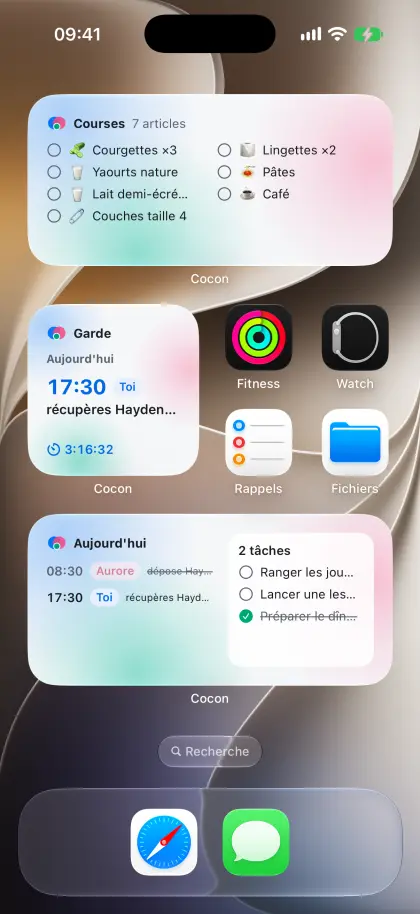 09:41
Courses 7 articles
Courgettes ×3
Yaourts nature
Lait demi-écré...
Couches taille 4
Lingettes ×2
Pâtes
Café
Cocon
Garde
Aujourd'hui
17:30 Toi
récupères Hayden...
3:16:32
Cocon
Fitness
Watch
Rappels
Fichiers
Aujourd'hui
08:30 Aurore dépose Hay...
17:30 Toi récupères Hayd...
2 tâches
Ranger les jou...
Lancer une les...
Préparer le dîn...
Cocon
Recherche